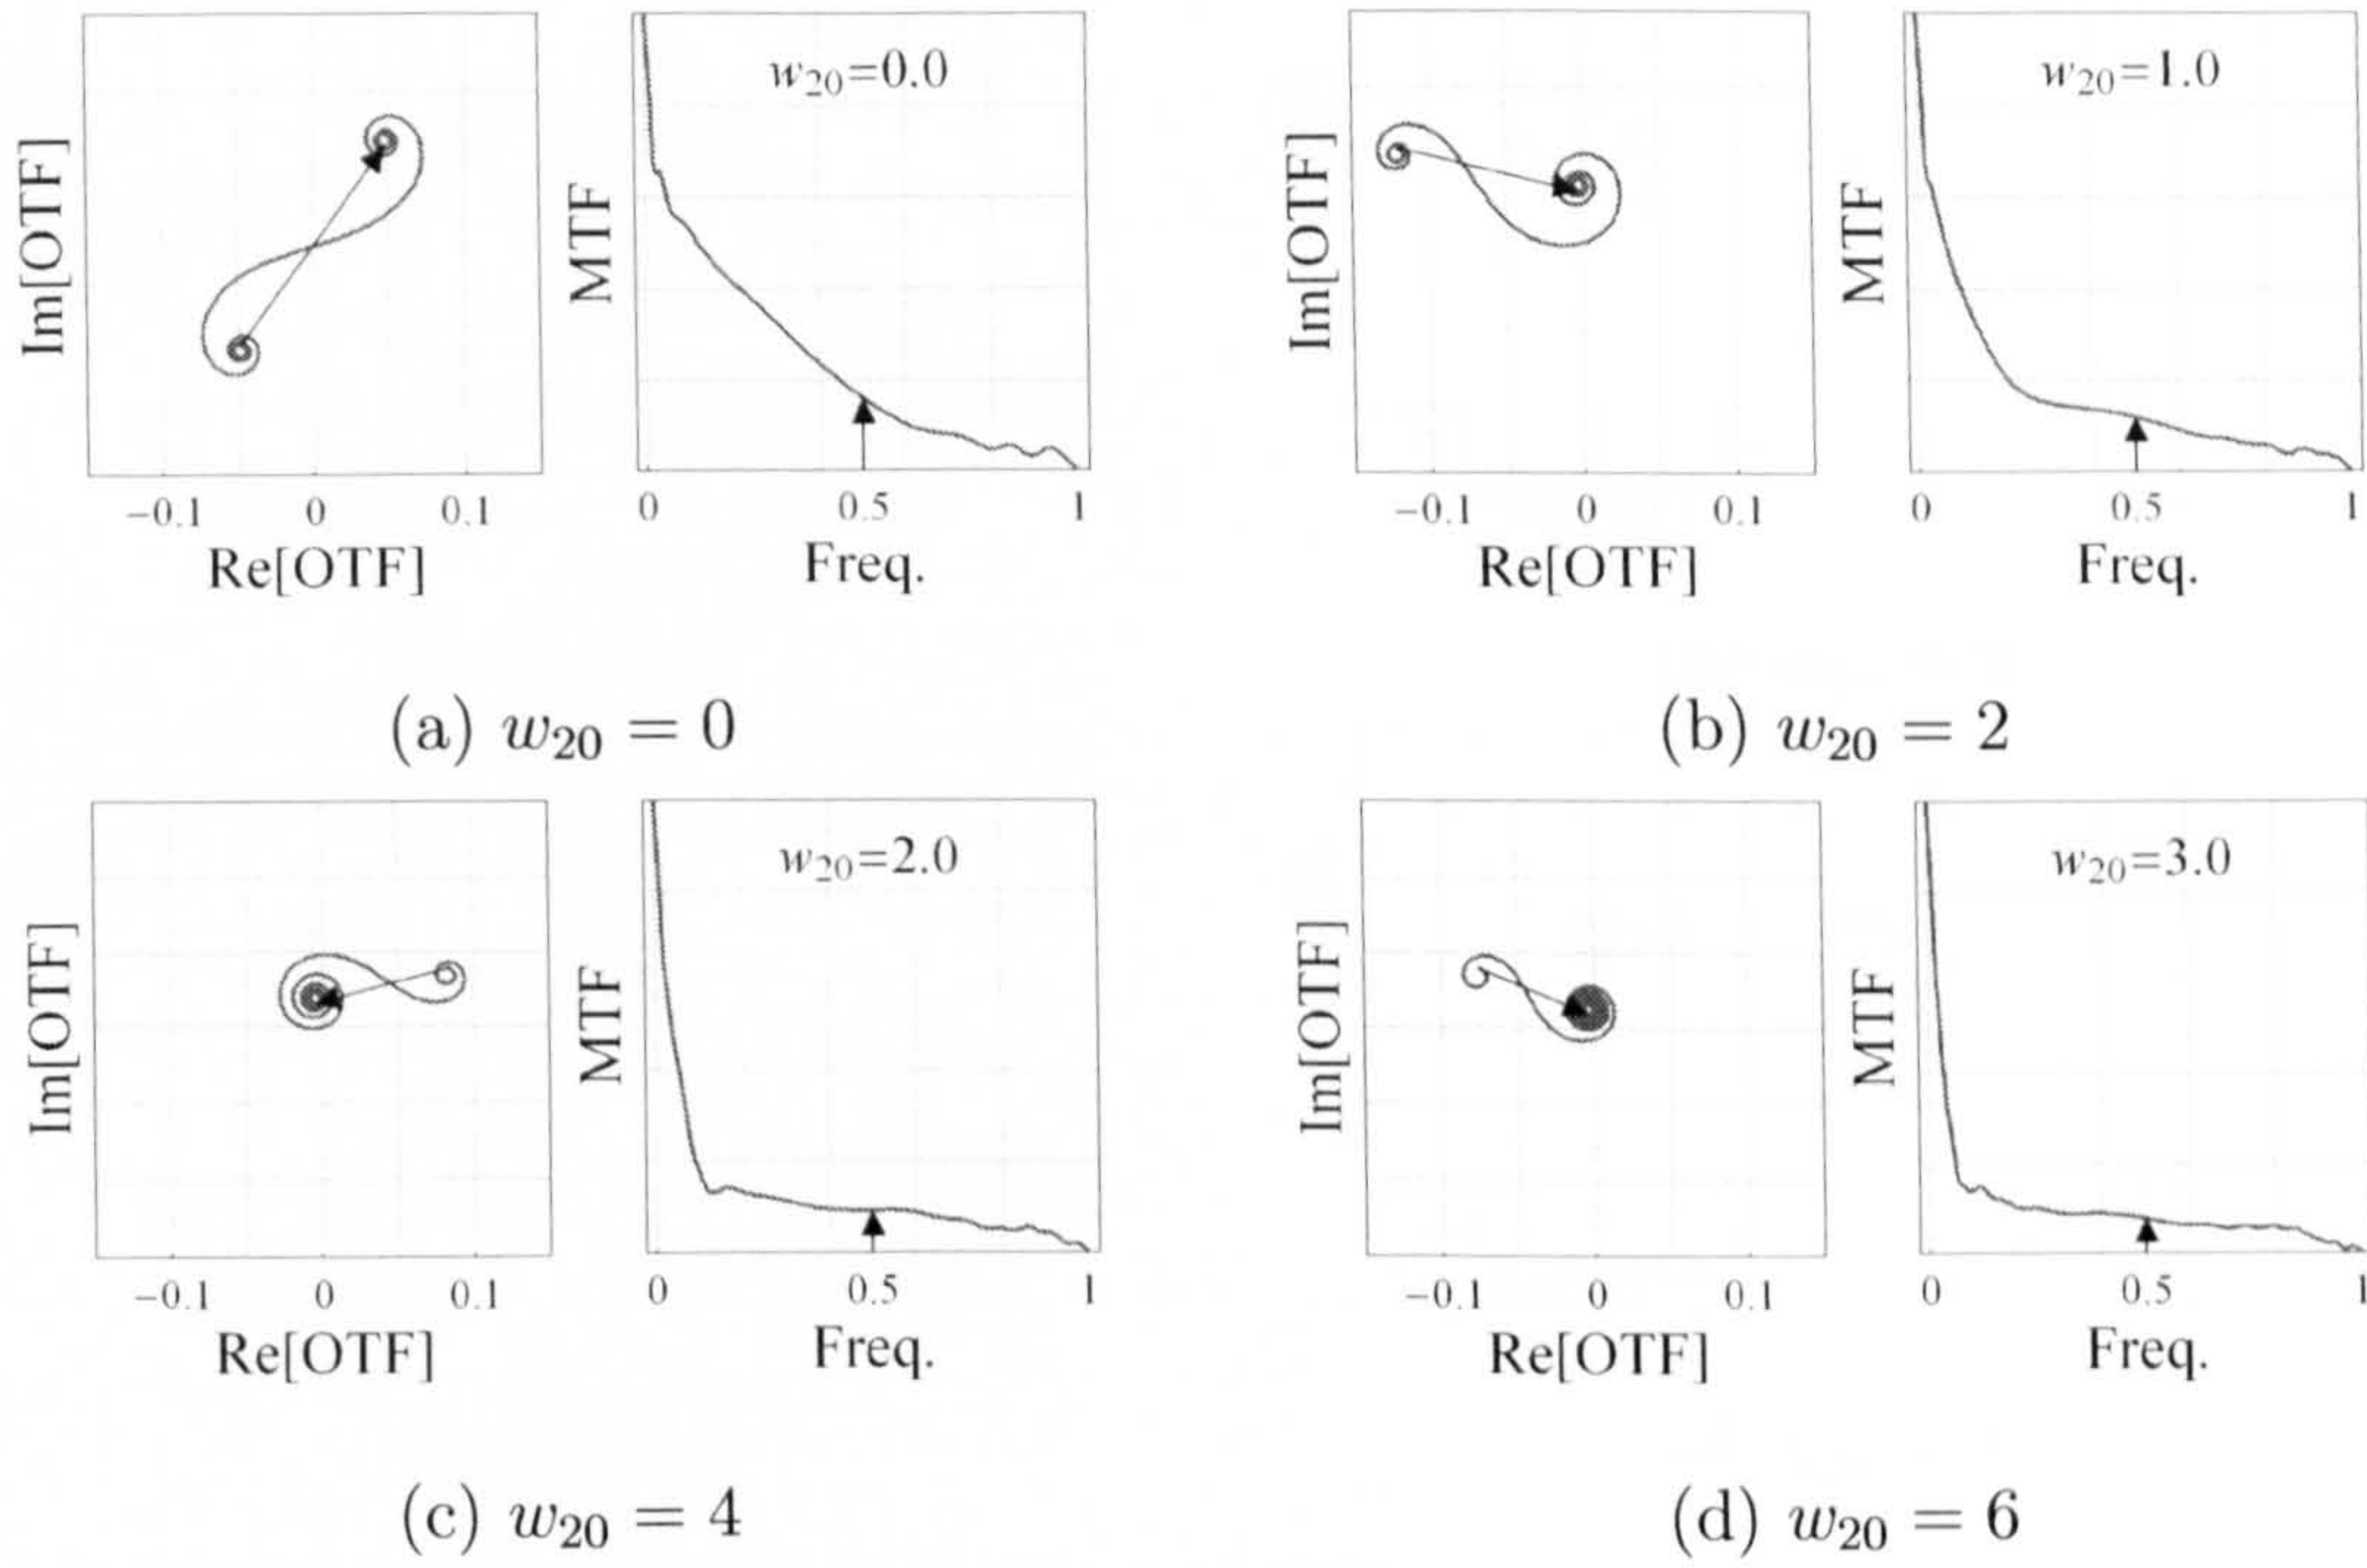 Im[OTF]
−0.1 0 0.1
Re[OTF]
MTF
w20=0.0
0 0.5 1
Freq.
Im[OTF]
−0.1 0 0.1
Re[OTF]
MTF
w20=1.0
0 0.5 1
Freq.
(a) w20 = 0
(b) w20 = 2
Im[OTF]
−0.1 0 0.1
Re[OTF]
MTF
w20=2.0
0 0.5 1
Freq.
Im[OTF]
−0.1 0 0.1
Re[OTF]
MTF
w20=3.0
0 0.5 1
Freq.
(c) w20 = 4
(d) w20 = 6